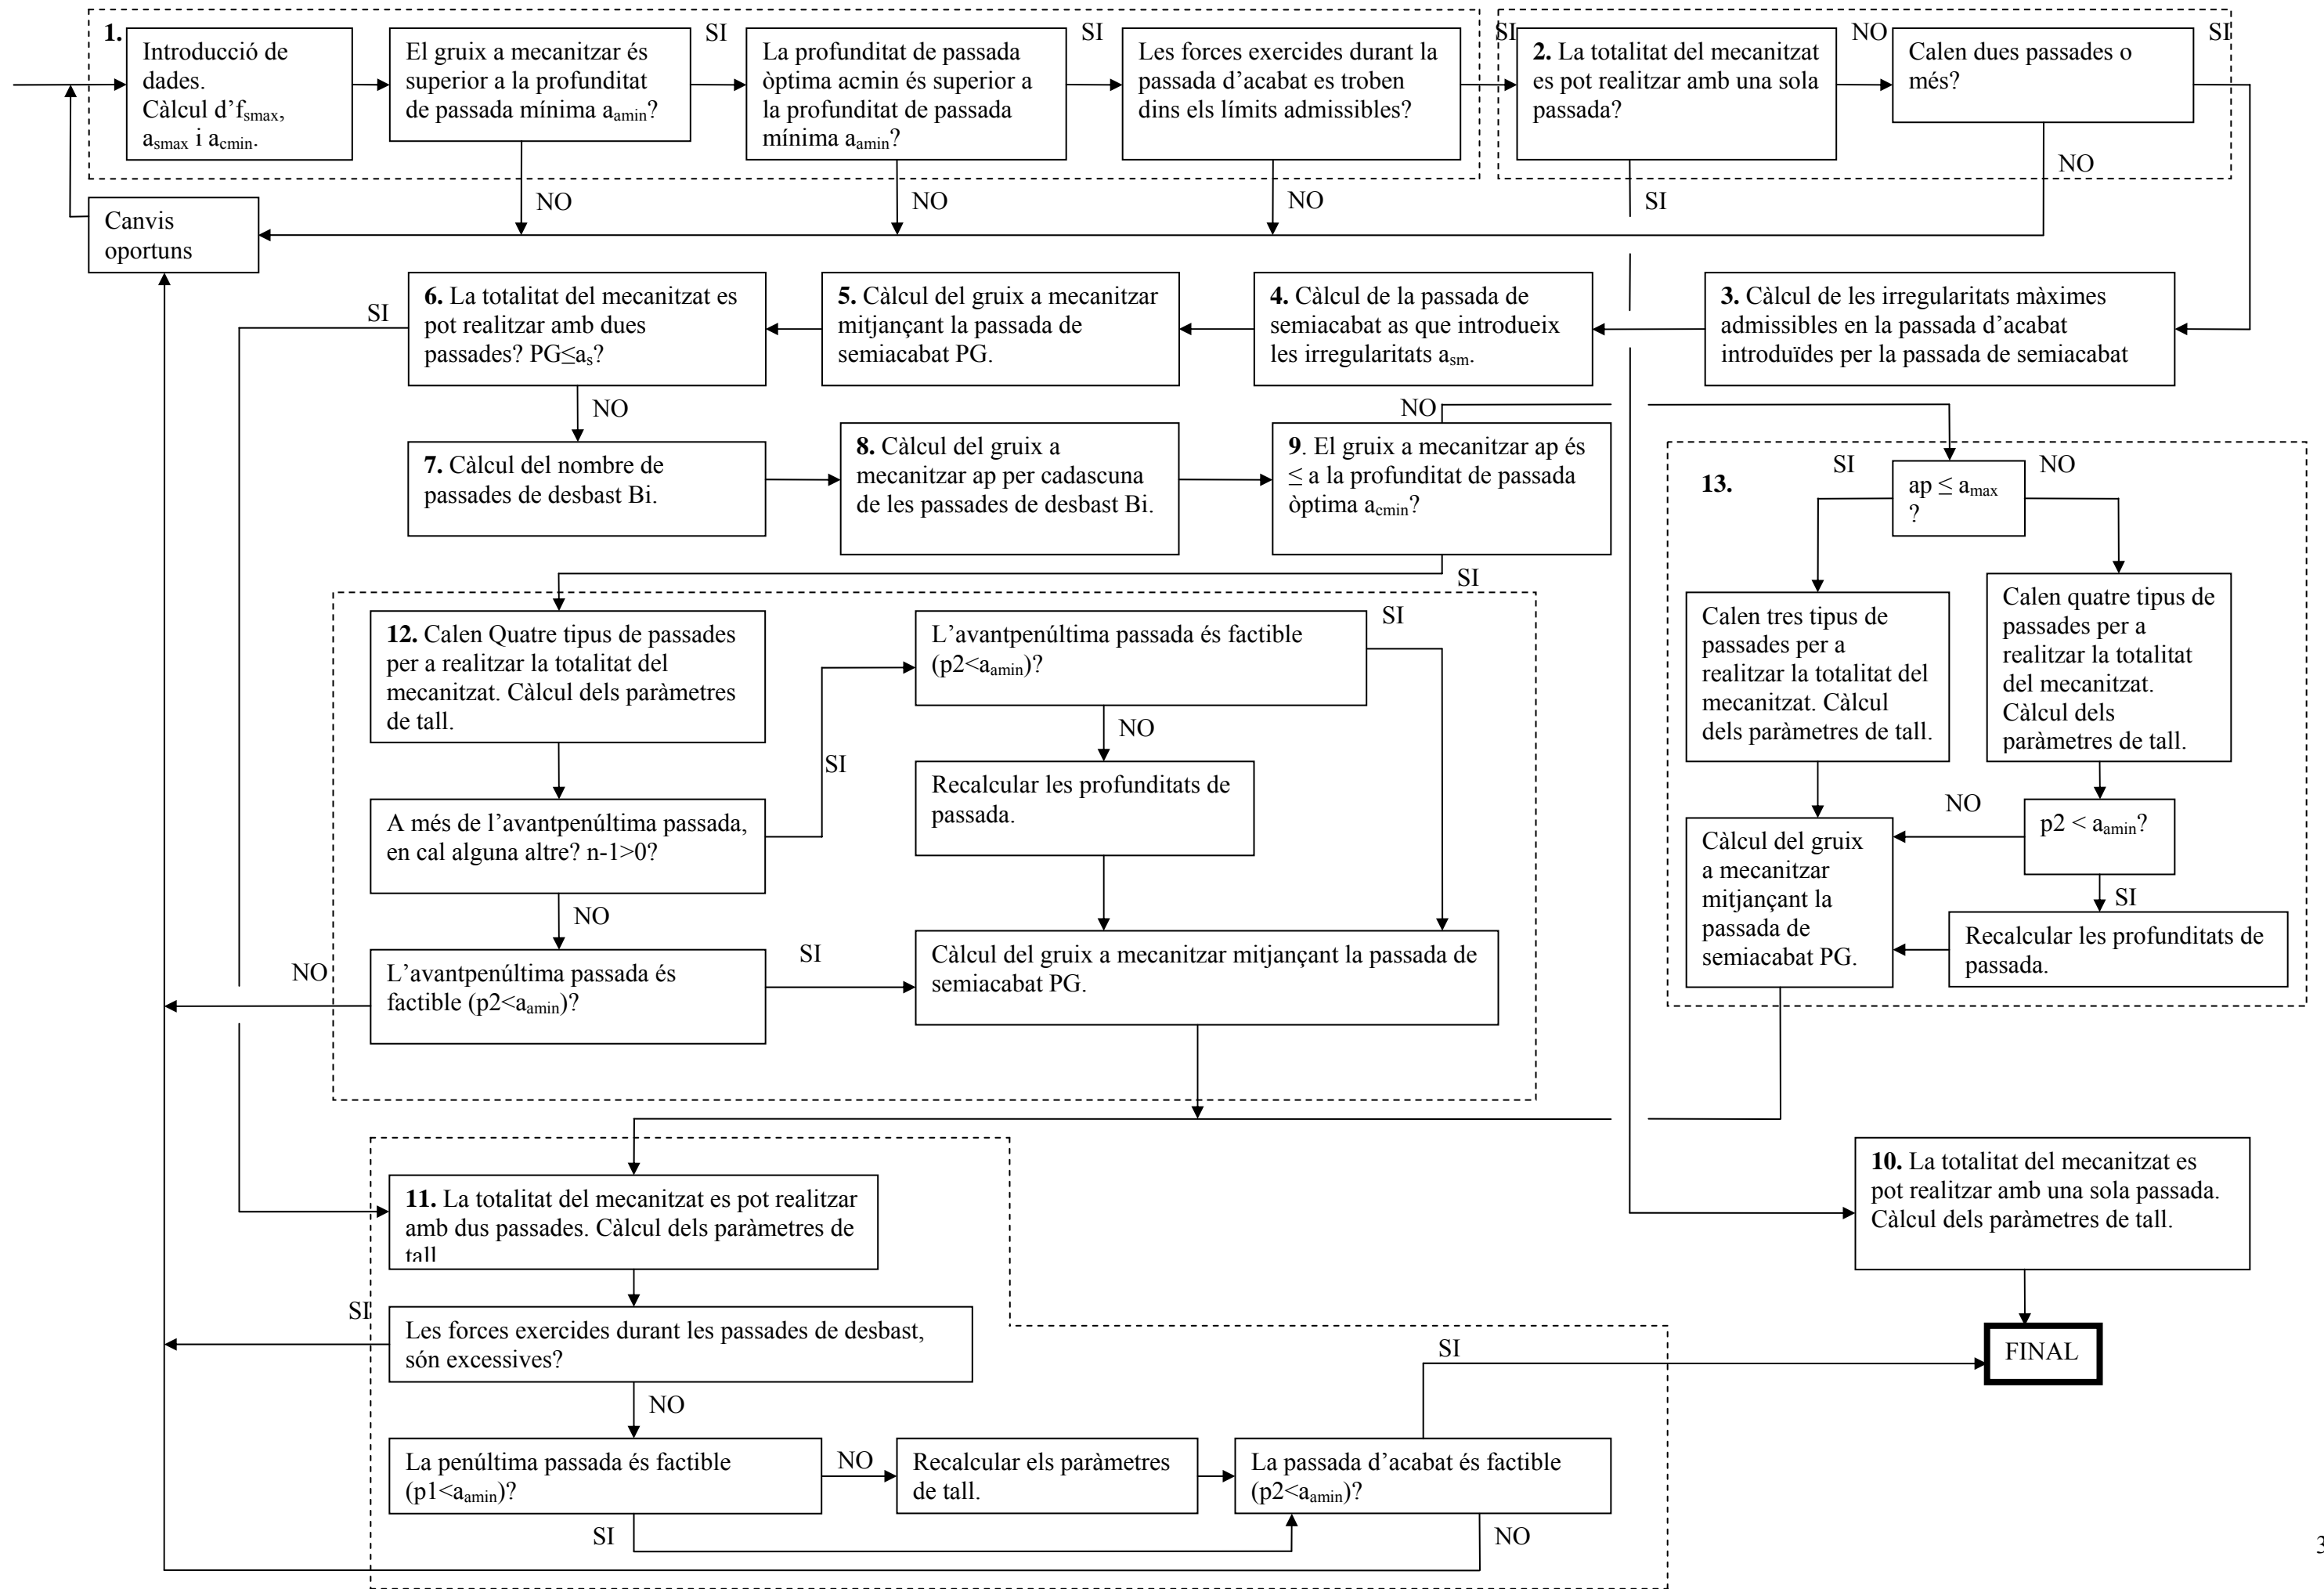 1.
Introducció de
dades.
Càlcul d'fsmax,
asmax i acmin.
El gruix a mecanitzar és
superior a la profunditat
de passada mínima aamin?
SI
La profunditat de passada
òptima acmin és superior a
la profunditat de passada
mínima aamin?
SI
Les forces exercides durant la
passada d'acabat es troben
dins els límits admissibles?
SI
2. La totalitat del mecanitzat
es pot realitzar amb una sola
passada?
NO
Calen dues passades o
més?
SI
NO
NO
NO
NO
SI
Canvis
oportuns
3. Càlcul de les irregularitats màximes
admissibles en la passada d'acabat
introduïdes per la passada de semiacabat
4. Càlcul de la passada de
semiacabat as que introdueix
les irregularitats asm.
5. Càlcul del gruix a mecanitzar
mitjançant la passada de
semiacabat PG.
6. La totalitat del mecanitzat es
pot realitzar amb dues
passades? PG≤as?
SI
NO
7. Càlcul del nombre de
passades de desbast Bi.
8. Càlcul del gruix a
mecanitzar ap per cadascuna
de les passades de desbast Bi.
9. El gruix a mecanitzar ap és
≤ a la profunditat de passada
òptima acmin?
NO
SI
13.
SI
ap ≤ amax
?
NO
Calen tres tipus de
passades per a
realitzar la totalitat del
mecanitzat. Càlcul
dels paràmetres de tall.
Calen quatre tipus de
passades per a
realitzar la totalitat
del mecanitzat.
Càlcul dels
paràmetres de tall.
NO
p2 < aamin?
SI
Recalcular les profunditats de
passada.
Càlcul del gruix
a mecanitzar
mitjançant la
passada de
semiacabat PG.
12. Calen Quatre tipus de passades
per a realitzar la totalitat del
mecanitzat. Càlcul dels paràmetres
de tall.
L'avantpenúltima passada és factible
(p2<aamin)?
SI
NO
SI
Recalcular les profunditats de
passada.
A més de l'avantpenúltima passada,
en cal alguna altre? n-1>0?
NO
L'avantpenúltima passada és
factible (p2<aamin)?
NO
SI
Càlcul del gruix a mecanitzar mitjançant la passada de
semiacabat PG.
10. La totalitat del mecanitzat es
pot realitzar amb una sola passada.
Càlcul dels paràmetres de tall.
11. La totalitat del mecanitzat es pot realitzar
amb dus passades. Càlcul dels paràmetres de
tall
SI
Les forces exercides durant les passades de desbast,
són excessives?
NO
SI
FINAL
La penúltima passada és factible
(p1<aamin)?
NO
Recalcular els paràmetres
de tall.
La passada d'acabat és factible
(p2<aamin)?
SI
NO
3